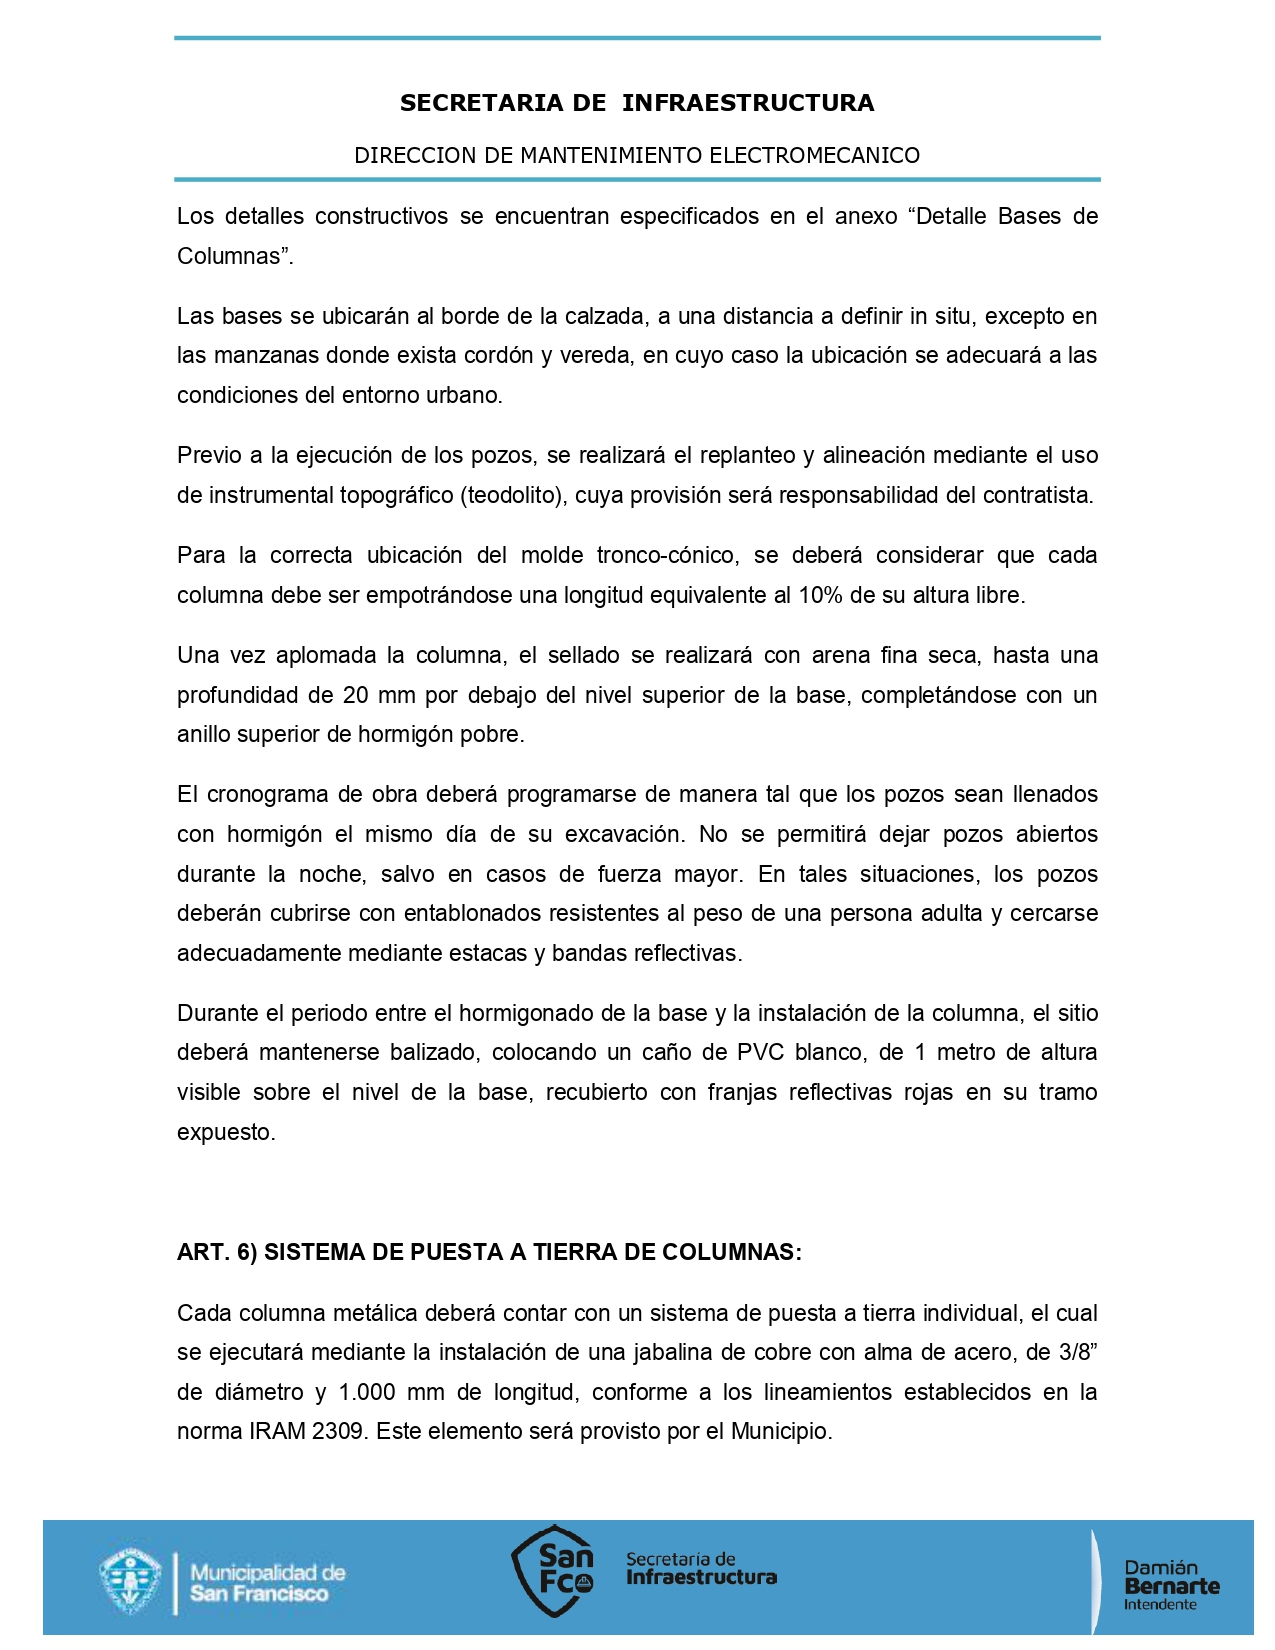 SECRETARIA DE INFRAESTRUCTURA
DIRECCION DE MANTENIMIENTO ELECTROMECANICO
Los detalles constructivos se encuentran especificados en el anexo “Detalle Bases de
Columnas”.
Las bases se ubicarán al borde de la calzada, a una distancia a definir in situ, excepto en
las manzanas donde exista cordón y vereda, en cuyo caso la ubicación se adecuará a las
condiciones del entorno urbano.
Previo a la ejecución de los pozos, se realizará el replanteo y alineación mediante el uso
de instrumental topográfico (teodolito), cuya provisión será responsabilidad del contratista.
Para la correcta ubicación del molde tronco-cónico, se deberá considerar que cada
columna debe ser empotrándose una longitud equivalente al 10% de su altura libre.
Una vez aplomada la columna, el sellado se realizará con arena fina seca, hasta una
profundidad de 20 mm por debajo del nivel superior de la base, completándose con un
anillo superior de hormigón pobre.
El cronograma de obra deberá programarse de manera tal que los pozos sean llenados
con hormigón el mismo día de su excavación. No se permitirá dejar pozos abiertos
durante la noche, salvo en casos de fuerza mayor. En tales situaciones, los pozos
deberán cubrirse con entablonados resistentes al peso de una persona adulta y cercarse
adecuadamente mediante estacas y bandas reflectivas.
Durante el periodo entre el hormigonado de la base y la instalación de la columna, el sitio
deberá mantenerse balizado, colocando un caño de PVC blanco, de 1 metro de altura
visible sobre el nivel de la base, recubierto con franjas reflectivas rojas en su tramo
expuesto.
ART. 6) SISTEMA DE PUESTA A TIERRA DE COLUMNAS:
Cada columna metálica deberá contar con un sistema de puesta a tierra individual, el cual
se ejecutará mediante la instalación de una jabalina de cobre con alma de acero, de 3/8”
de diámetro y 1.000 mm de longitud, conforme a los lineamientos establecidos en la
norma IRAM 2309. Este elemento será provisto por el Municipio.
Municipalidad de
San Francisco
San
Fco
Secretaría de
Infraestructura
Damián
Bernarte
Intendente